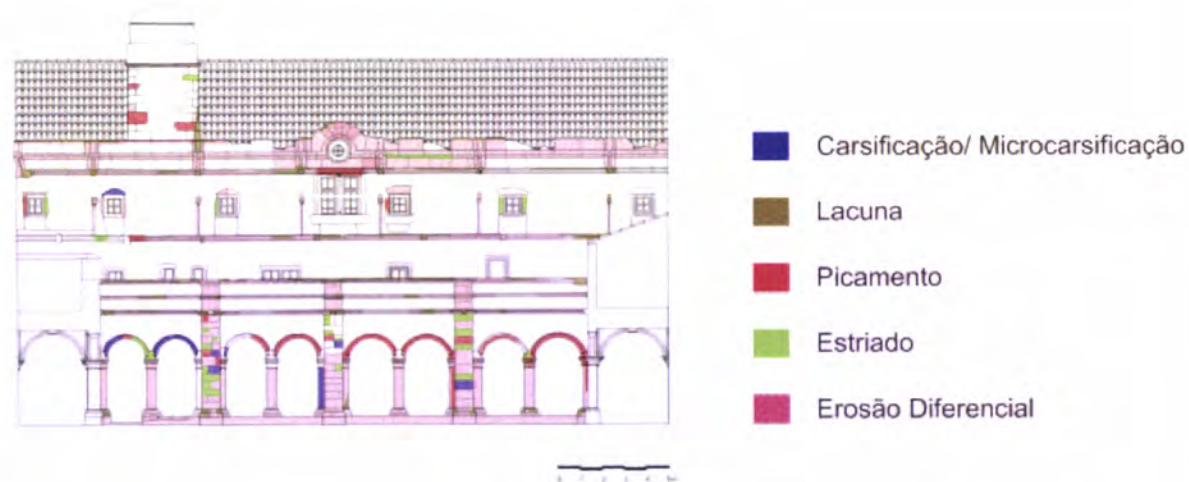 Carsificação/ Microcarsificação
Lacuna
Picamento
Estriado
Erosão Diferencial